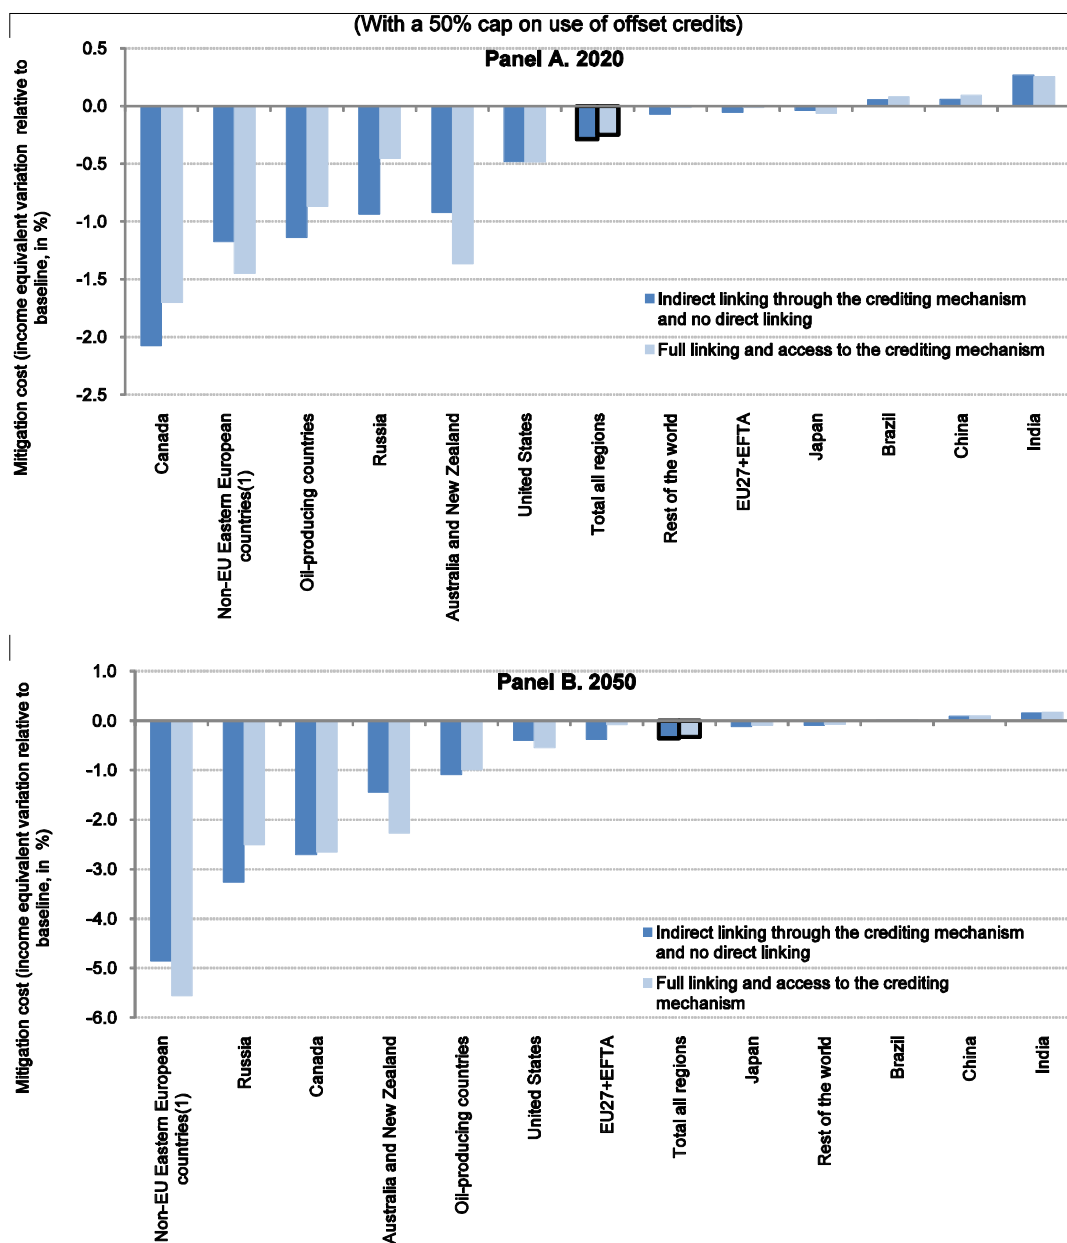 (With a 50% cap on use of offset credits)
Panel A. 2020
Mitigation cost (income equivalent variation relative to
baseline, in %)
0.5
0.0
-0.5
-1.0
-1.5
-2.0
-2.5
Indirect linking through the crediting mechanism
and no direct linking
Full linking and access to the crediting mechanism
Canada
Non-EU Eastern European
countries(1)
Oil-producing countries
Russia
Australia and New Zealand
United States
Total all regions
Rest of the world
EU27+EFTA
Japan
Brazil
China
India
Panel B. 2050
Mitigation cost (income equivalent variation relative to
baseline, in %)
1.0
0.0
-1.0
-2.0
-3.0
-4.0
-5.0
-6.0
Indirect linking through the crediting mechanism
and no direct linking
Full linking and access to the crediting
mechanism
Non-EU Eastern European
countries(1)
Russia
Canada
Australia and New Zealand
Oil-producing countries
United States
EU27+EFTA
Total all regions
Japan
Rest of the world
Brazil
China
India